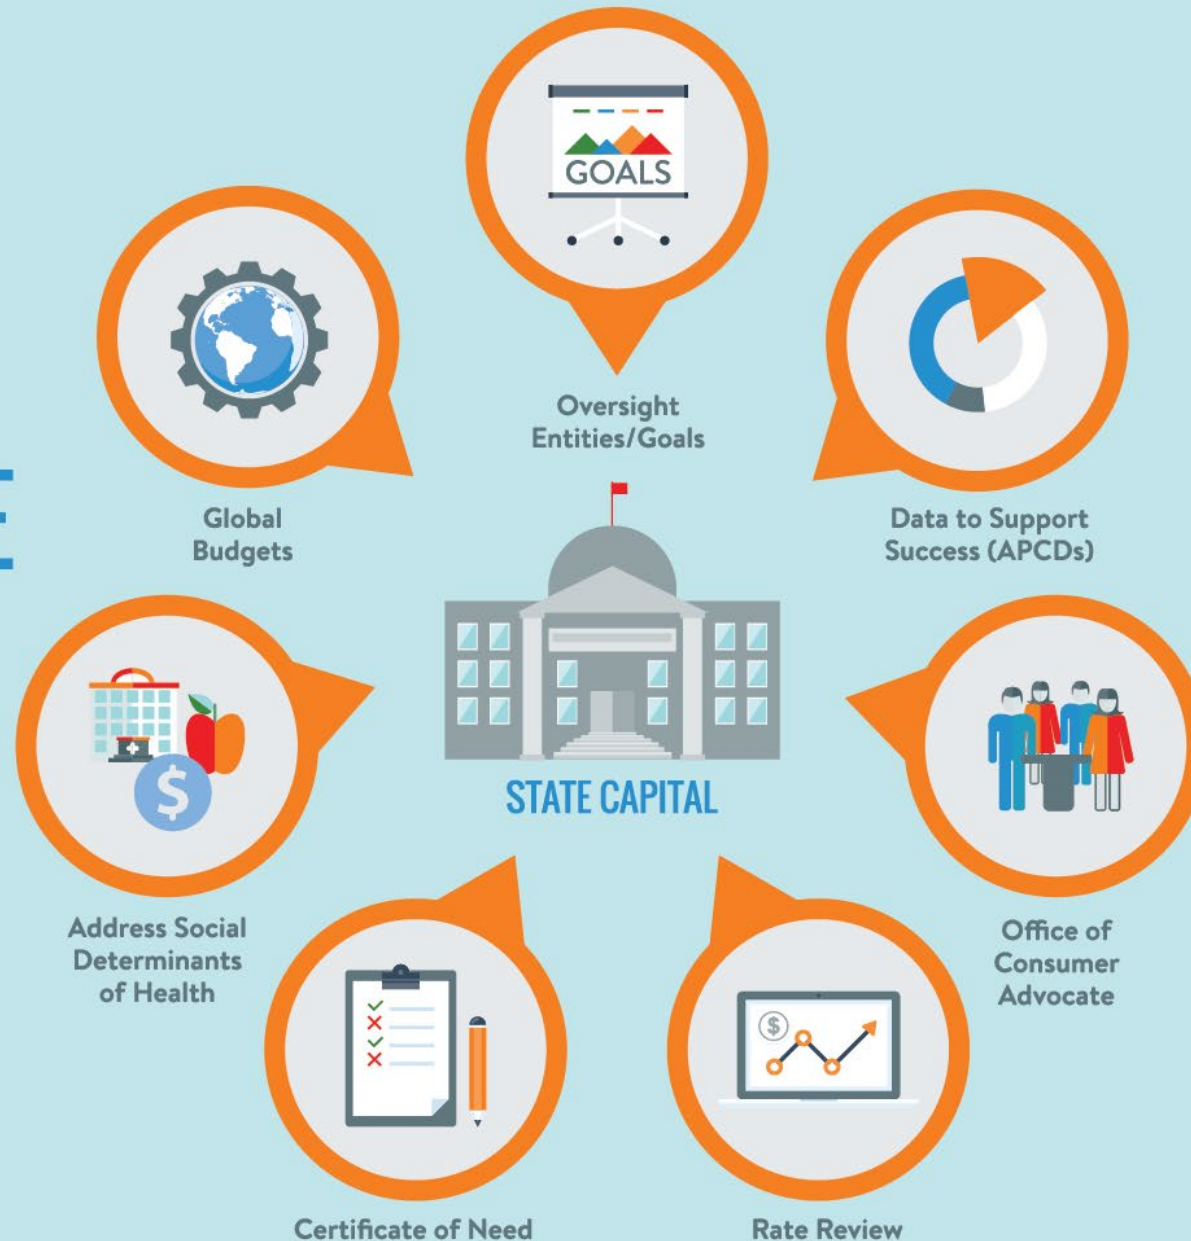 GOALS
Oversight
Entities/Goals
Global
Budgets
Data to Support
Success (APCDs)
E
$
STATE CAPITAL
Address Social
Determinants
of Health
Office of
Consumer
Advocate
$
Certificate of Need
Rate Review